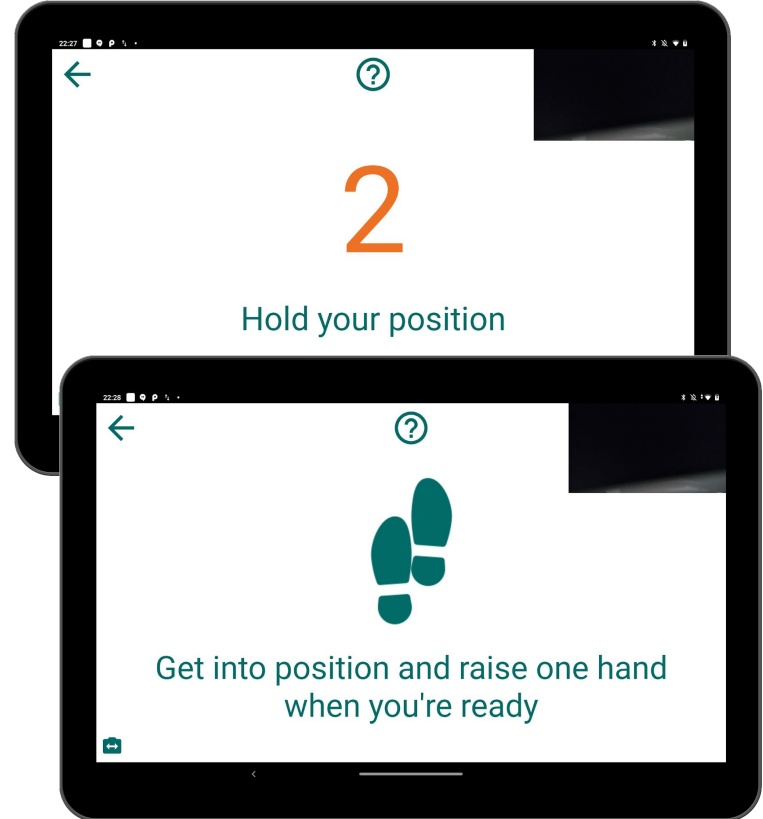 22:27
2
Hold your position
22:28
Get into position and raise one hand
when you're ready